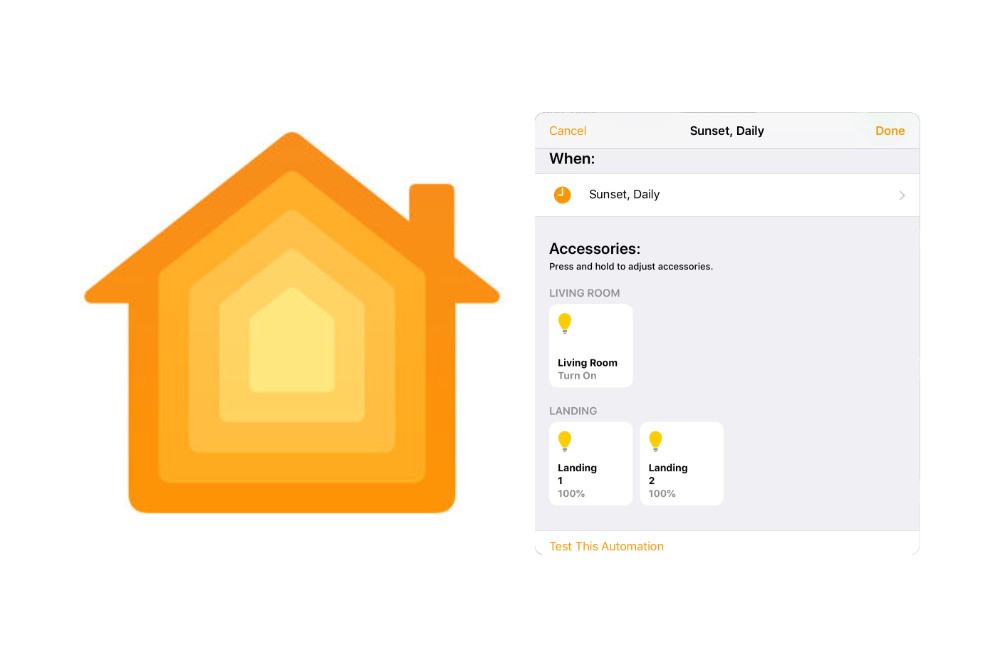 Cancel Sunset, Daily Done
When:
Sunset, Daily
Accessories:
Press and hold to adjust accessories.
LIVING ROOM
Living Room
Turn On
LANDING
Landing
1
100%
Landing
2
100%
Test This Automation